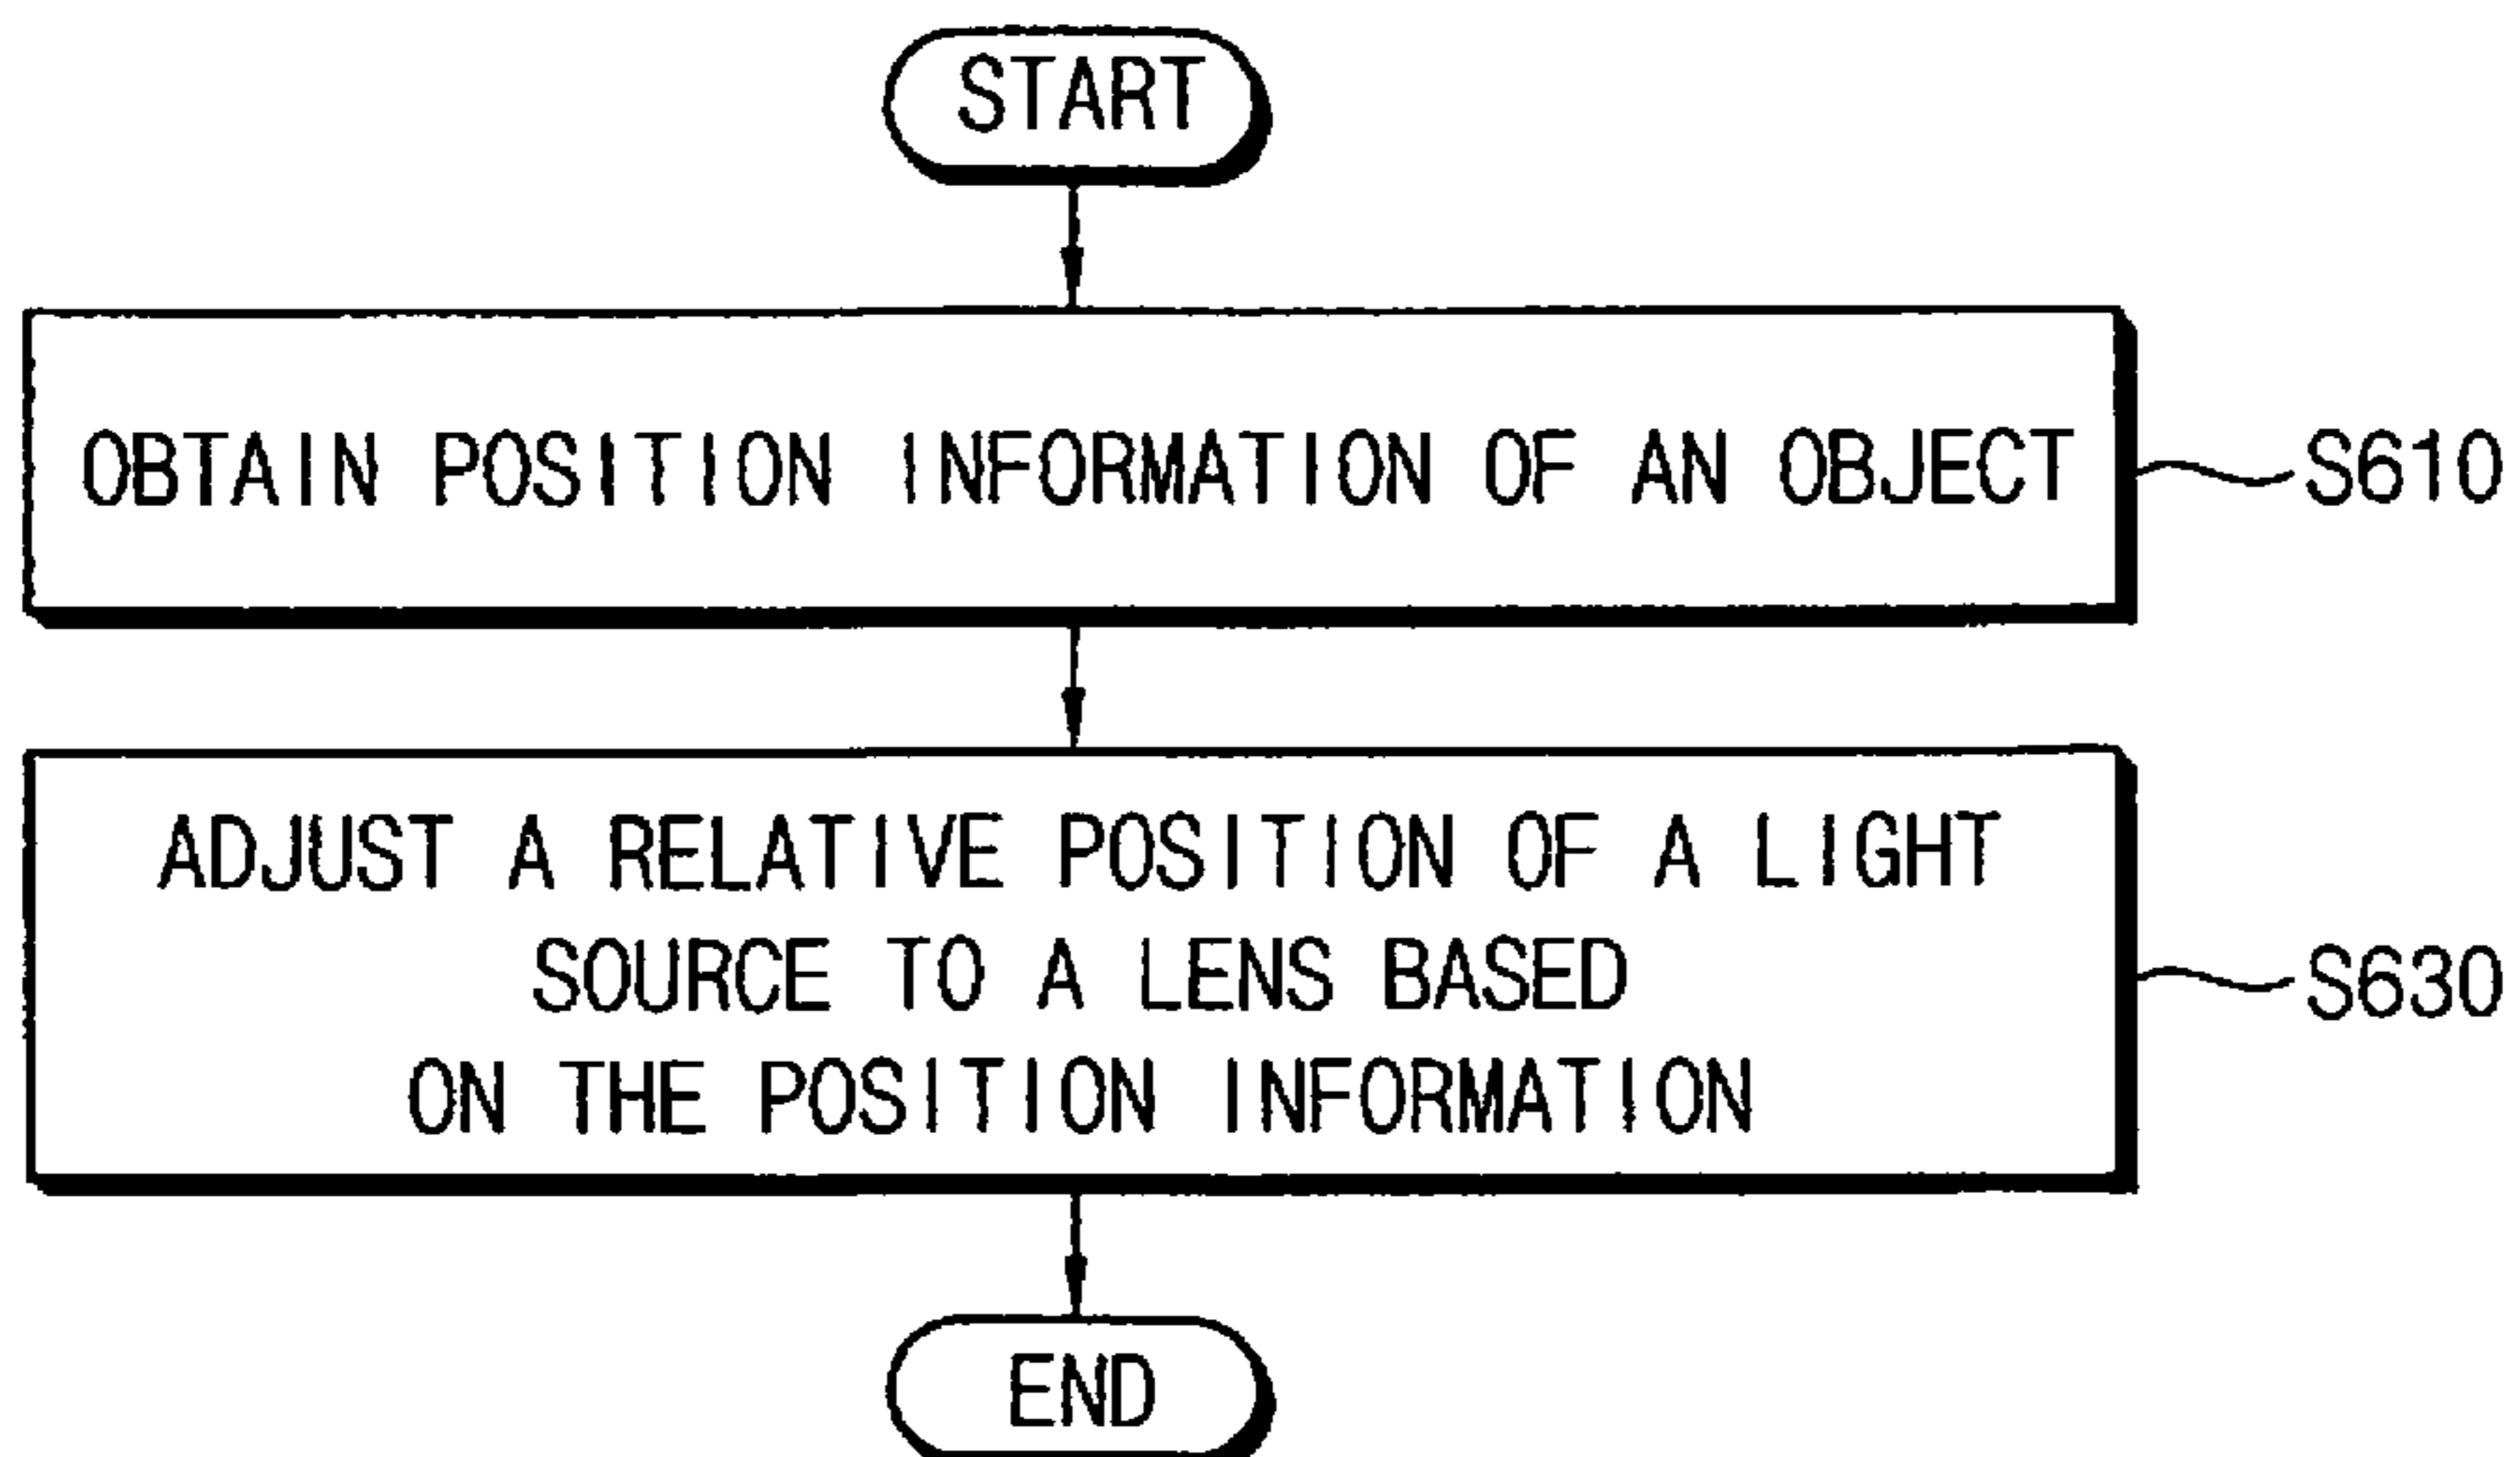 START
OBTAIN POSITION INFORMATION OF AN OBJECT
S610
ADJUST A RELATIVE POSITION OF A LIGHT
SOURCE TO A LENS BASED
ON THE POSITION INFORMATION
S630
END